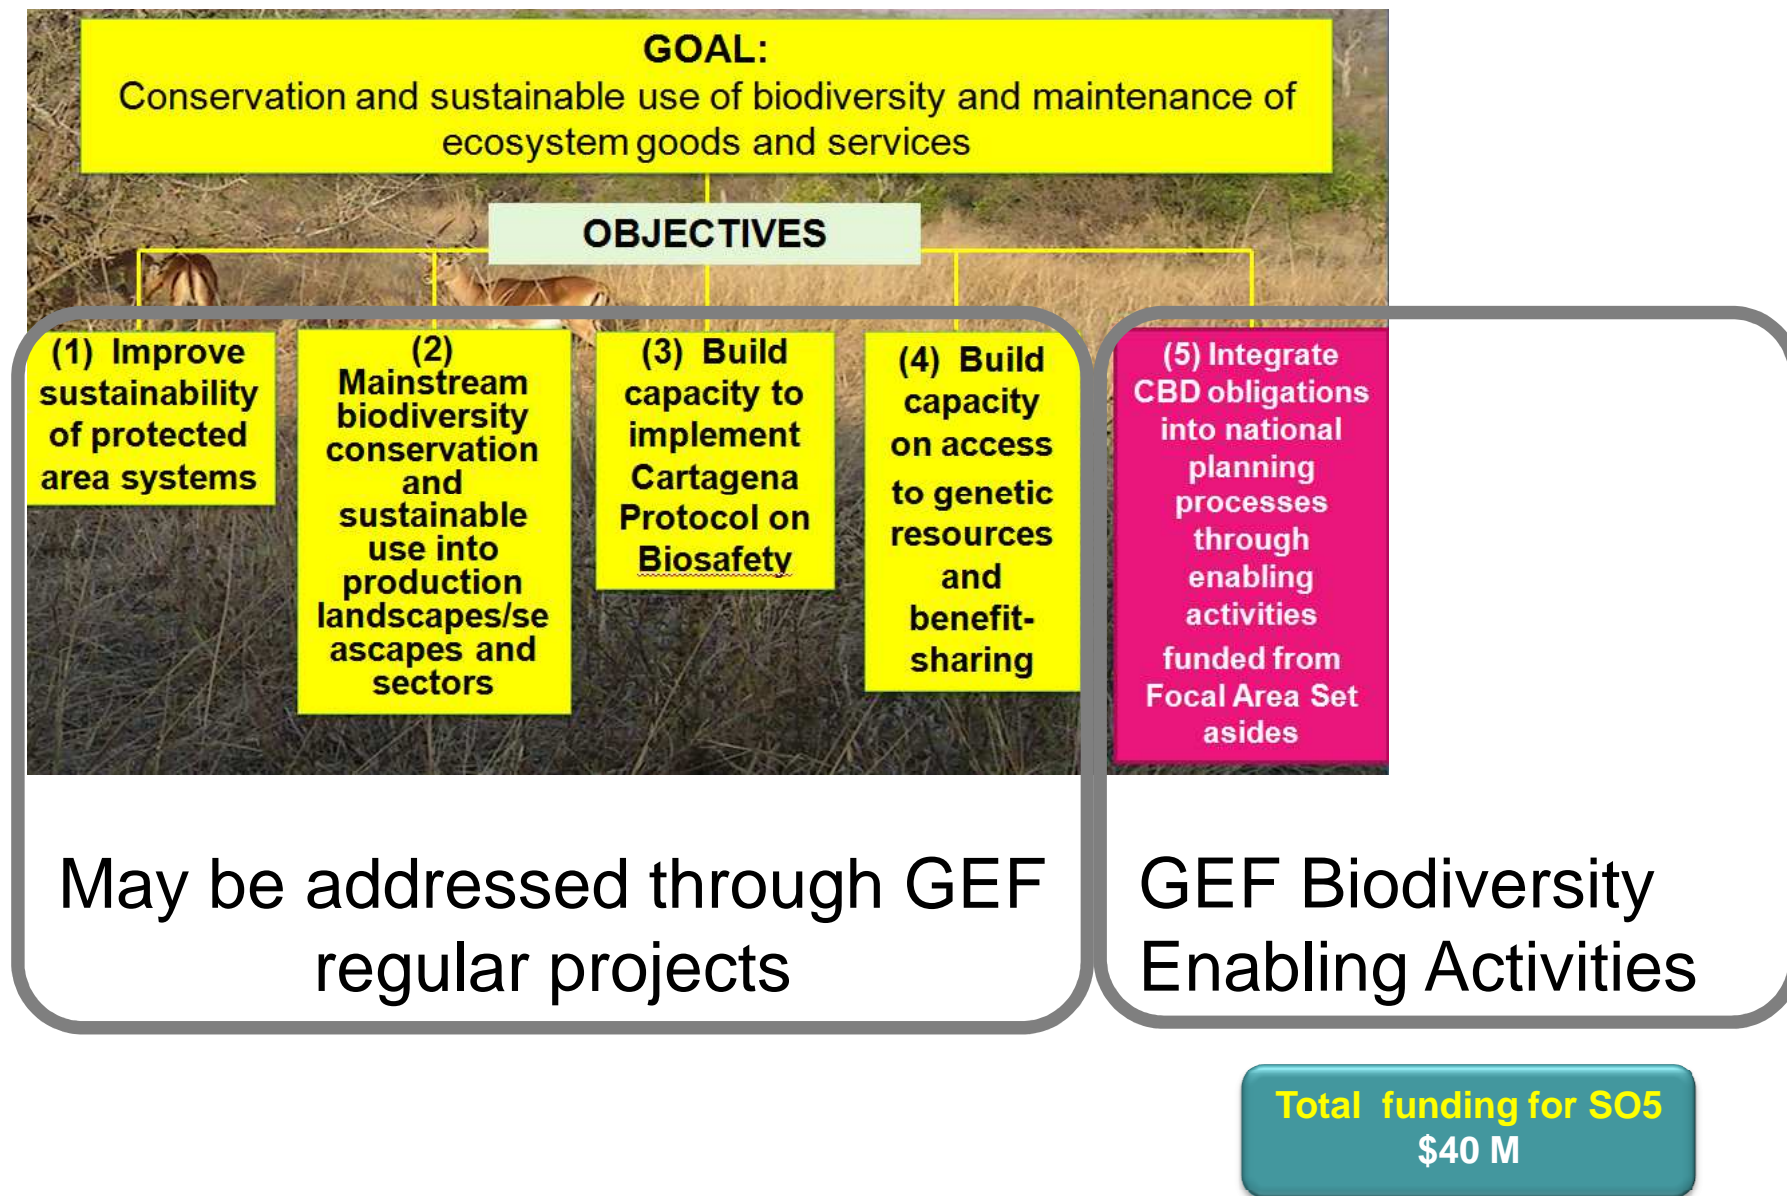 GOAL:
Conservation and sustainable use of biodiversity and maintenance of
ecosystem goods and services
OBJECTIVES
(1) Improve
sustainability
of protected
area systems
(2)
Mainstream
biodiversity
conservation
and
sustainable
use into
production
landscapes/se
ascapes and
sectors
(3) Build
capacity to
implement
Cartagena
Protocol on
Biosafety
(4) Build
capacity
on access
to genetic
resources
and
benefit-
sharing
(5) Integrate
CBD obligations
into national
planning
processes
through
enabling
activities
funded from
Focal Area Set
asides
May be addressed through GEF
regular projects
GEF Biodiversity
Enabling Activities
Total funding for SO5
$40 M